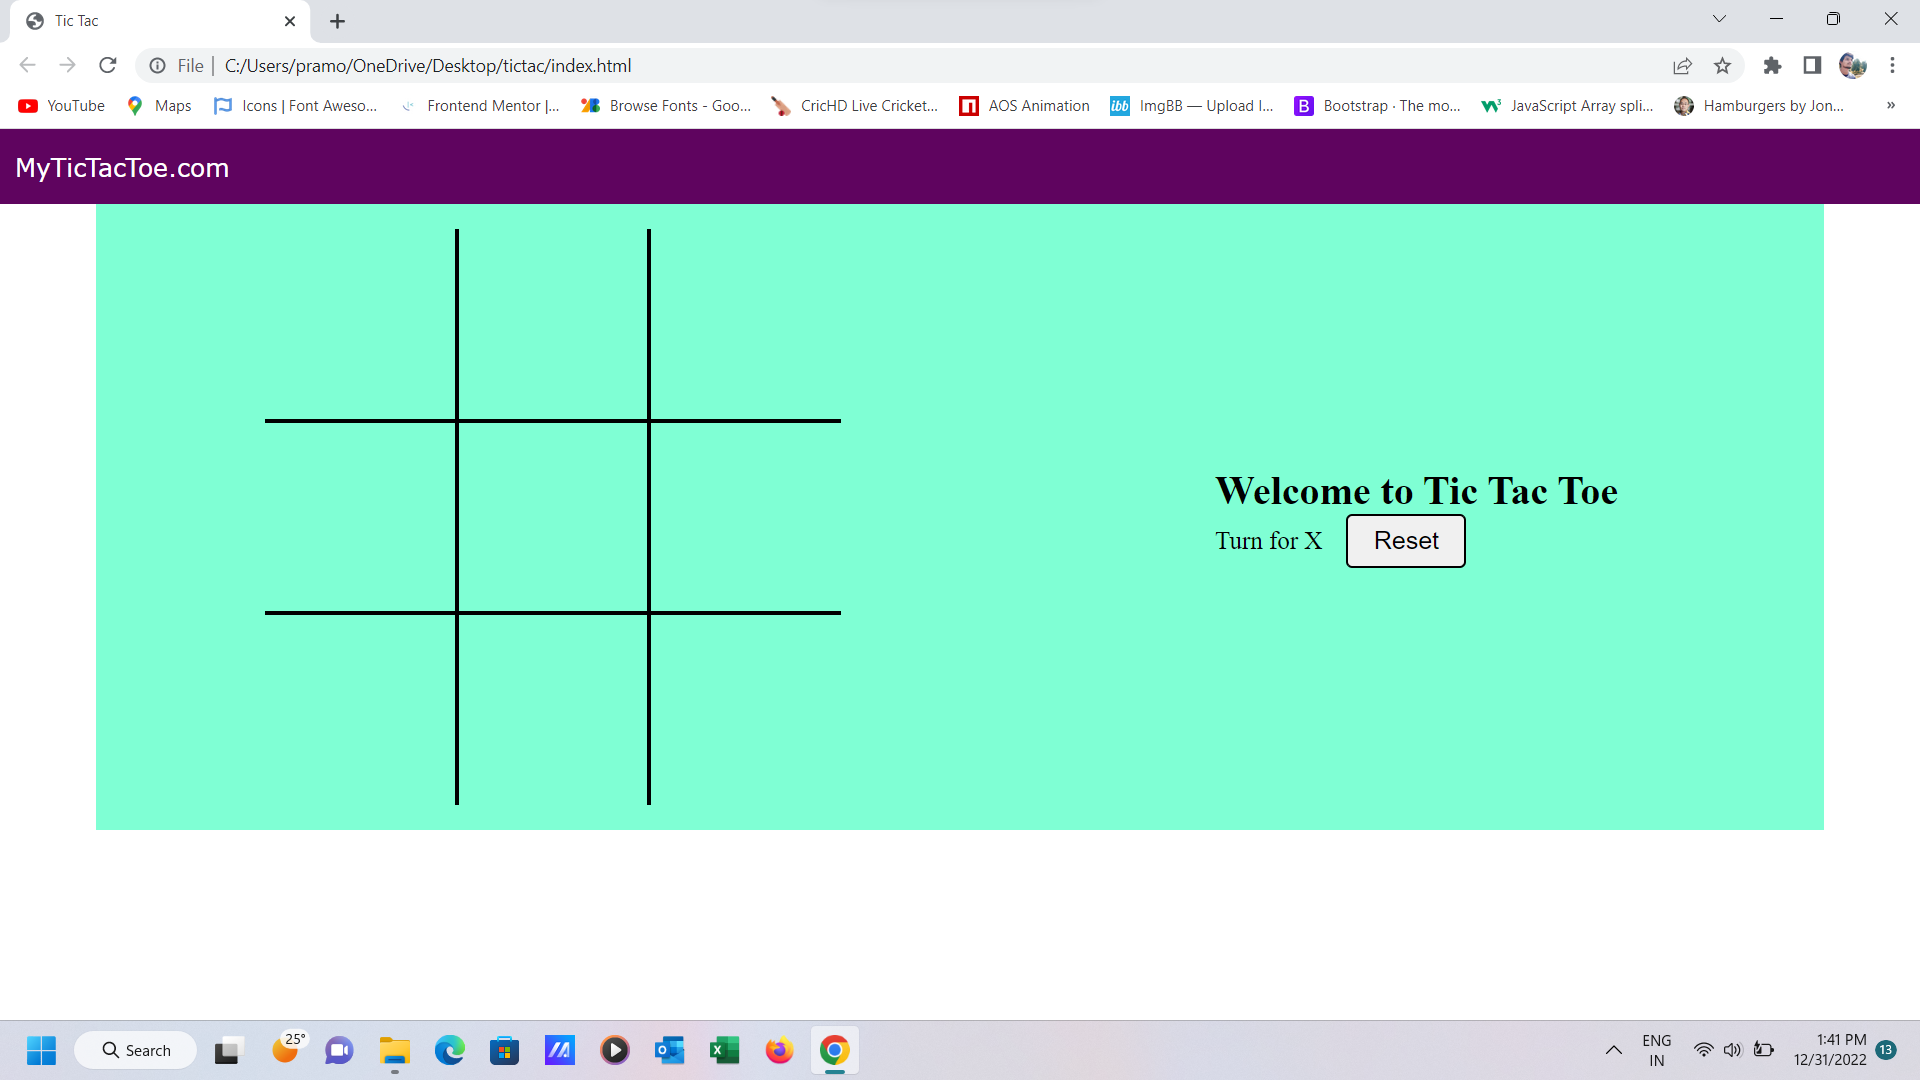 Tic Tac
File | C:/Users/pramo/OneDrive/Desktop/tictac/index.html
YouTube Maps Icons | Font Aweso... Frontend Mentor |... Browse Fonts - Goo... CricHD Live Cricket... AOS Animation ibb ImgBB — Upload I... B Bootstrap · The mo... JavaScript Array spli... Hamburgers by Jon... »
MyTicTacToe.com
Welcome to Tic Tac Toe
Turn for X Reset
Search 25° ENG IN 1:41 PM 12/31/2022 13